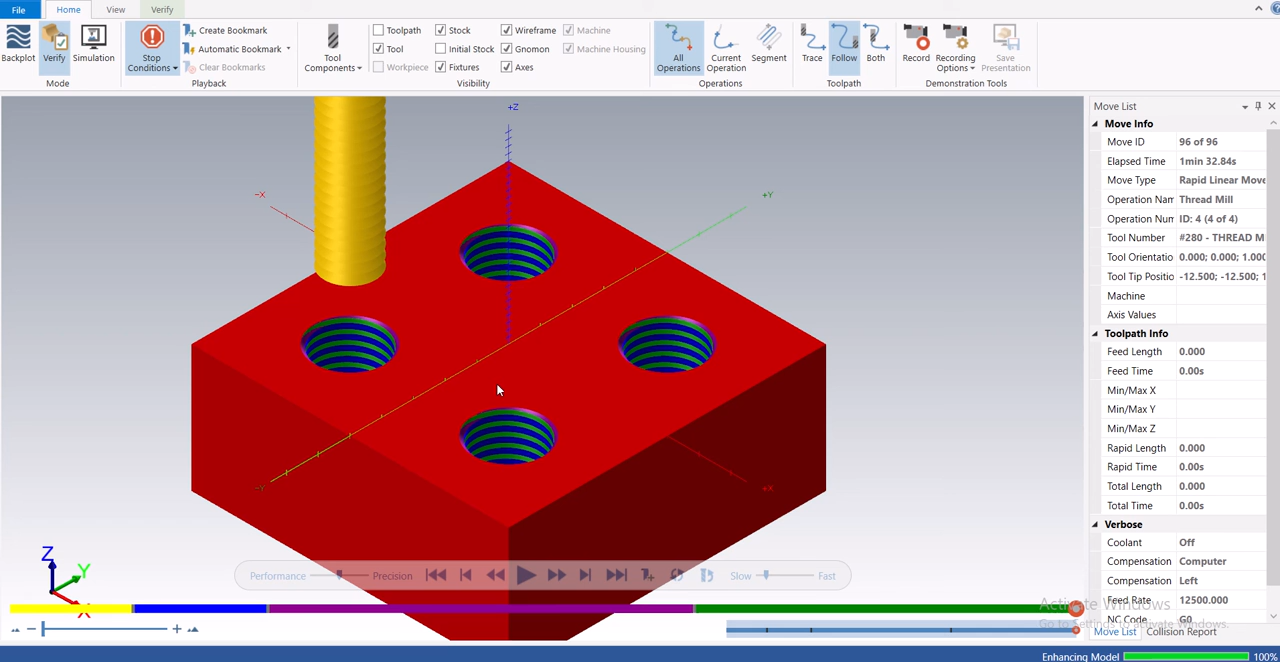 File Home View Verify
Backplot Verify Simulation
Mode
Stop Conditions
Create Bookmark
Automatic Bookmark
Clear Bookmarks
Playback
Tool Components
Toolpath Stock Wireframe Machine
Tool Initial Stock Gnomon Machine Housing
Workpiece Fixtures Axes
Visibility
All Operations
Current Operation
Segment
Operations
Trace Follow Both
Toolpath
Record
Recording Options
Save Presentation
Demonstration Tools
+Z
-X
+Y
-Y
+X
Z
Y
X
Performance Precision Slow Fast
Move List
Move Info
Move ID 96 of 96
Elapsed Time 1min 32.84s
Move Type Rapid Linear Move
Operation Nam Thread Mill
Operation Num ID: 4 (4 of 4)
Tool Number #280 - THREAD M
Tool Orientatio 0.000; 0.000; 1.000
Tool Tip Positio -12.500; -12.500; 1
Machine
Axis Values
Toolpath Info
Feed Length 0.000
Feed Time 0.00s
Min/Max X
Min/Max Y
Min/Max Z
Rapid Length 0.000
Rapid Time 0.00s
Total Length 0.000
Total Time 0.00s
Verbose
Coolant Off
Compensation Computer
Compensation Left
Feed Rate 12500.000
NC Code G0
Activate Windows
Go to Settings to activate Windows.
Move List Collision Report
Enhancing Model 100%